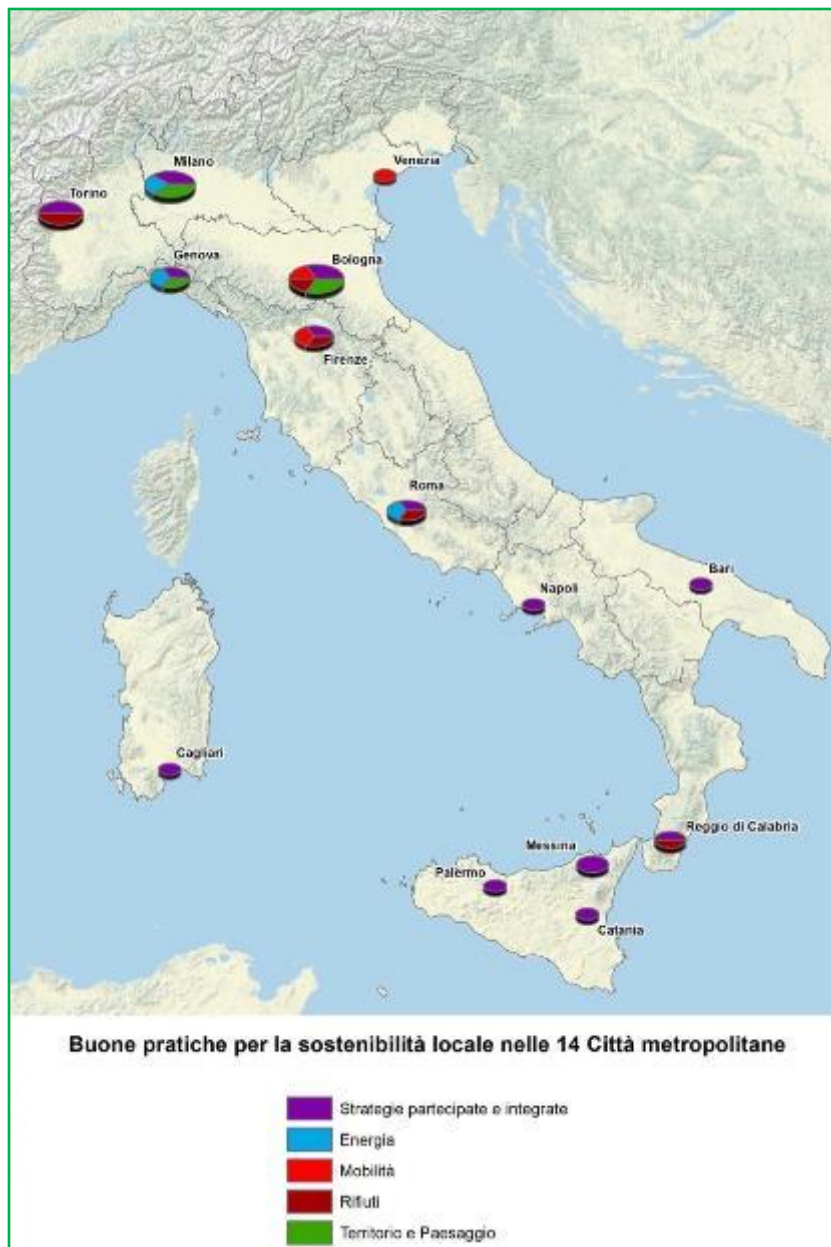 Milano
Venezia
Torino
Genova
Bologna
Firenze
Roma
Bari
Napoli
Cagliari
Reggio di Calabria
Messina
Palermo
Catania
Buone pratiche per la sostenibilità locale nelle 14 Città metropolitane
Strategie partecipate e integrate
Energia
Mobilità
Rifiuti
Territorio e Paesaggio